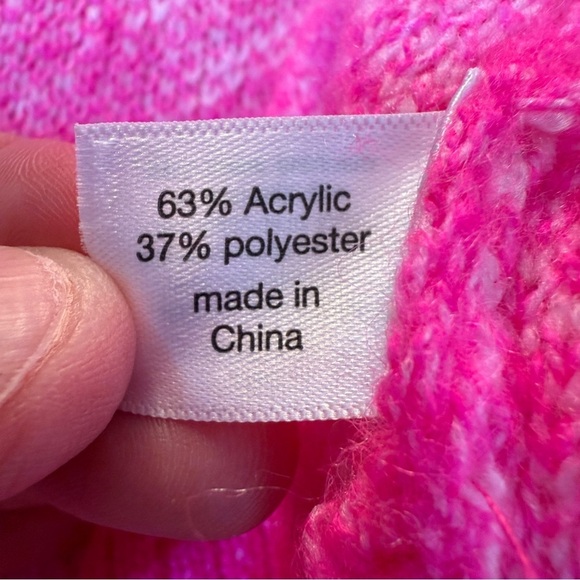 63% Acrylic
37% polyester
made in
China